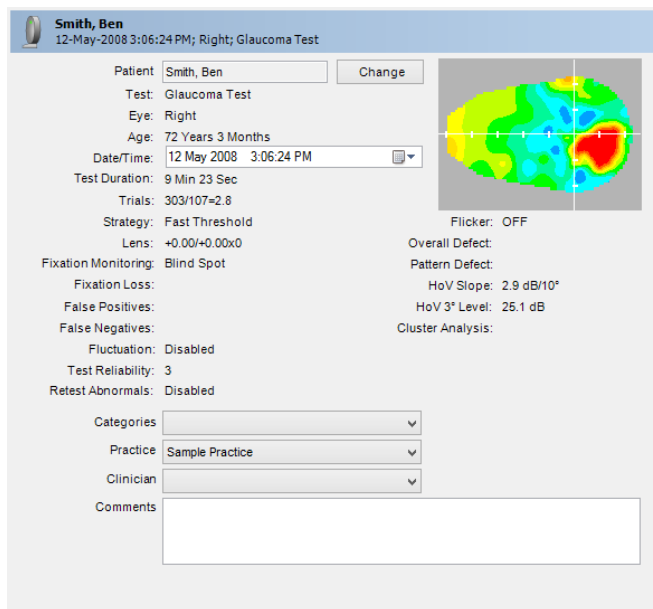 Smith, Ben
12-May-2008 3:06:24 PM; Right; Glaucoma Test
Patient Smith, Ben Change
Test: Glaucoma Test
Eye: Right
Age: 72 Years 3 Months
Date/Time: 12 May 2008 3:06:24 PM
Test Duration: 9 Min 23 Sec
Trials: 303/107=2.8
Strategy: Fast Threshold Flicker: OFF
Lens: +0.00/+0.00x0 Overall Defect:
Fixation Monitoring: Blind Spot Pattern Defect:
Fixation Loss: HoV Slope: 2.9 dB/10°
False Positives: HoV 3° Level: 25.1 dB
False Negatives: Cluster Analysis:
Fluctuation: Disabled
Test Reliability: 3
Retest Abnormals: Disabled
Categories
Practice Sample Practice
Clinician
Comments